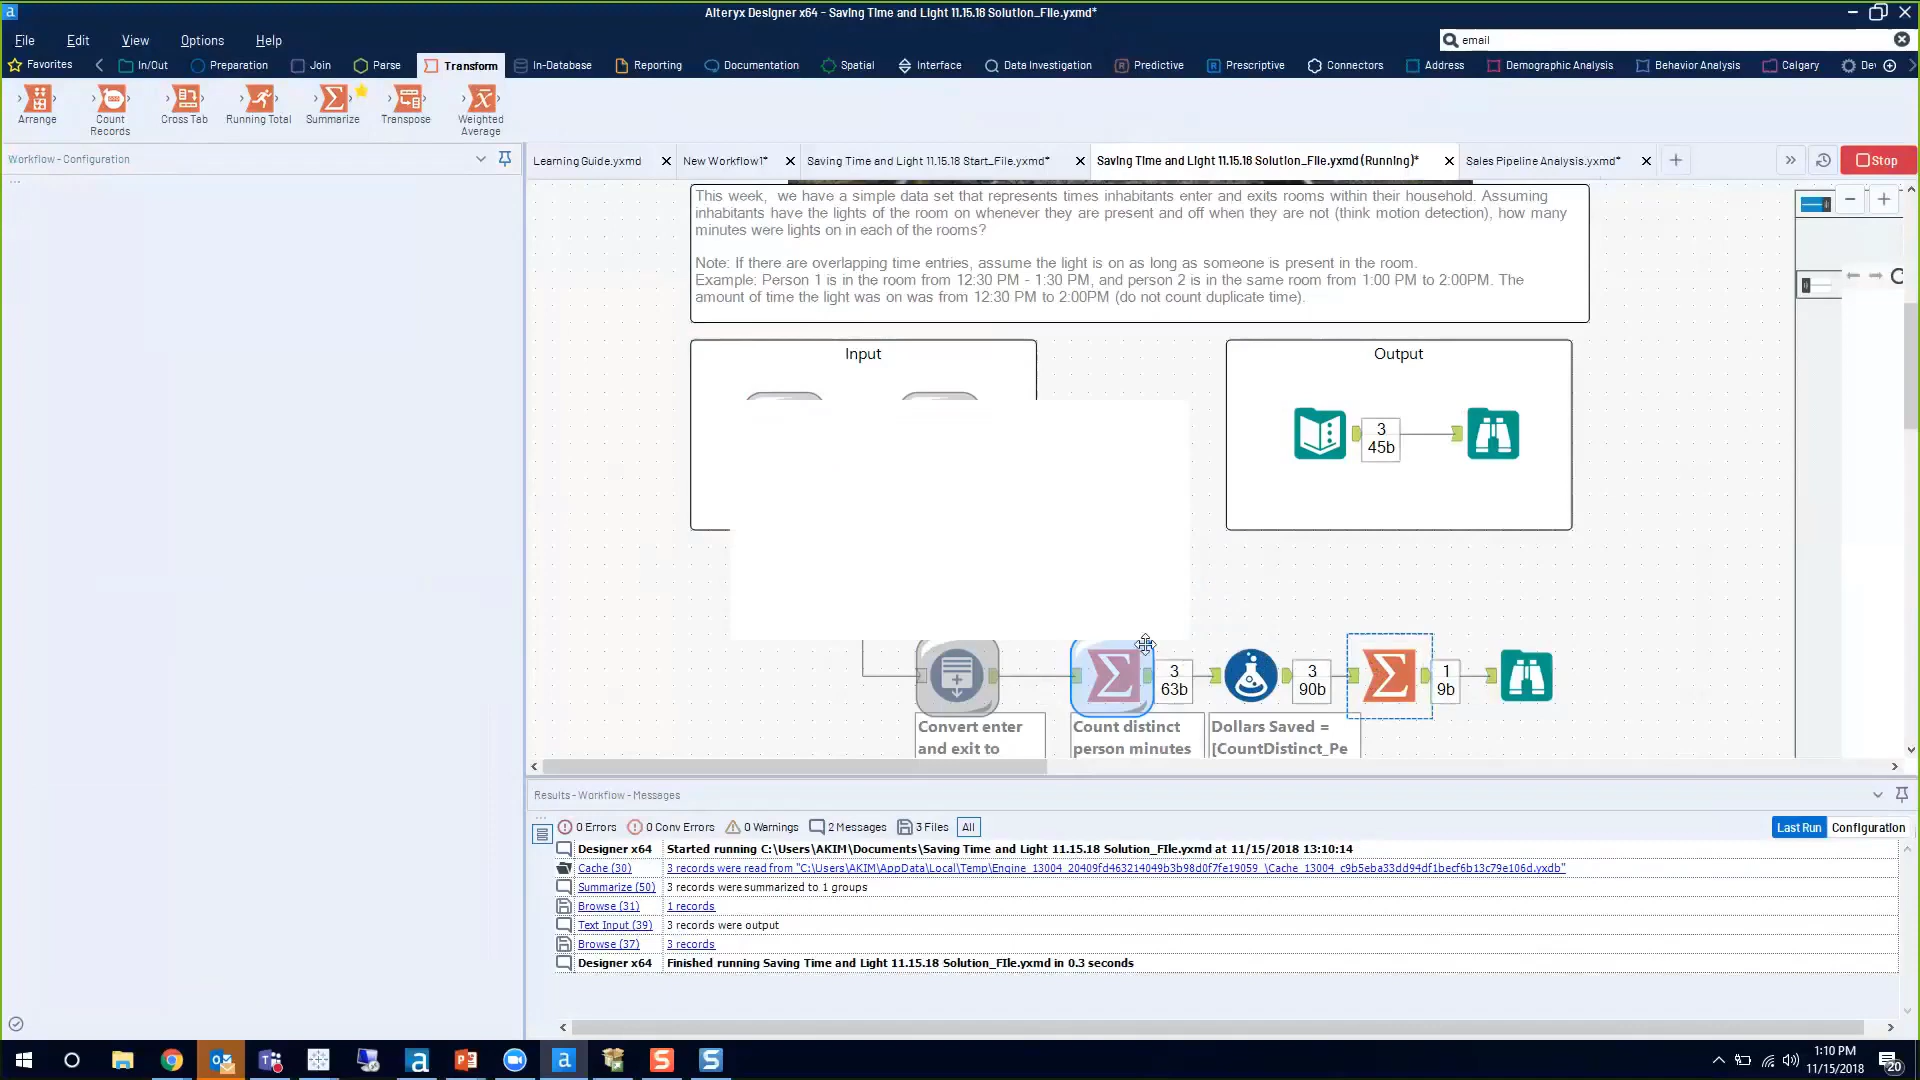 Alteryx Designer x64 - Saving Time and Light 11.15.18 Solution_File.yxmd*
File Edit View Options Help
email
Favorites In/Out Preparation Join Parse Transform In-Database Reporting Documentation Spatial Interface Data Investigation Predictive Prescriptive Connectors Address Demographic Analysis Behavior Analysis Calgary
Arrange Count Records Cross Tab Running Total Summarize Transpose Weighted Average
Workflow - Configuration
Learning Guide.yxmd New Workflow1* Saving Time and Light 11.15.18 Start_File.yxmd* Saving Time and Light 11.15.18 Solution_File.yxmd (Running)* Sales Pipeline Analysis.yxmd* Stop
This week, we have a simple data set that represents times inhabitants enter and exits rooms within their household. Assuming
inhabitants have the lights of the room on whenever they are present and off when they are not (think motion detection), how many
minutes were lights on in each of the rooms?
Note: If there are overlapping time entries, assume the light is on as long as someone is present in the room.
Example: Person 1 is in the room from 12:30 PM - 1:30 PM, and person 2 is in the same room from 1:00 PM to 2:00PM. The
amount of time the light was on was from 12:30 PM to 2:00PM (do not count duplicate time).
Input
Output
3
45b
3
63b
3
90b
1
9b
Convert enter
and exit to
Count distinct
person minutes
Dollars Saved =
[CountDistinct_Pe
Results - Workflow - Messages
0 Errors 0 Conv Errors 0 Warnings 2 Messages 3 Files All Last Run Configuration
Designer x64 Started running C:\Users\AKIM\Documents\Saving Time and Light 11.15.18 Solution_FIle.yxmd at 11/15/2018 13:10:14
Cache (30) 3 records were read from "C:\Users\AKIM\AppData\Local\Temp\Engine_13004_20409fd463214049b3b98d0f7fe19059_\Cache_13004_c9b5eba33dd94df1becf6b13c79e106d.yxdb"
Summarize (50) 3 records were summarized to 1 groups
Browse (31) 1 records
Text Input (39) 3 records were output
Browse (37) 3 records
Designer x64 Finished running Saving Time and Light 11.15.18 Solution_FIle.yxmd in 0.3 seconds
1:10 PM
11/15/2018
20